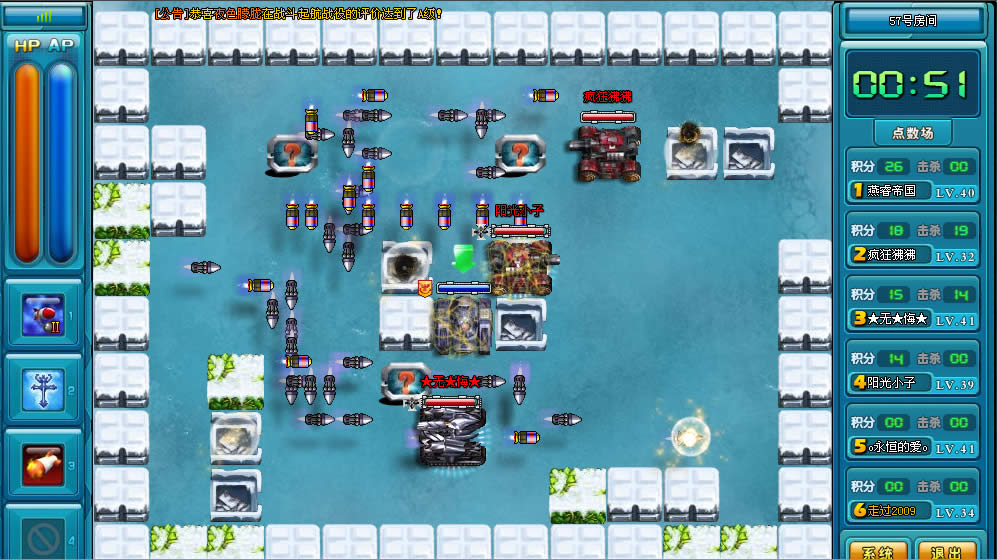 [公告]恭喜夜色朦胧在战斗起航战役的评价达到了A级!
57号房间
HP AP
00:51
点数场
疯狂狒狒
积分 26 击杀 00
1 燕睿帝国 LV.40
积分 18 击杀 19
2 疯狂狒狒 LV.32
阳光小子
积分 15 击杀 14
3 ★无★悔★ LV.41
II 1
积分 14 击杀 00
4 阳光小子 LV.39
★无★悔★
2
积分 00 击杀 00
5 。永恒的爱。 LV.41
3
积分 00 击杀 00
6 走过2009 LV.34
4
系统 退出